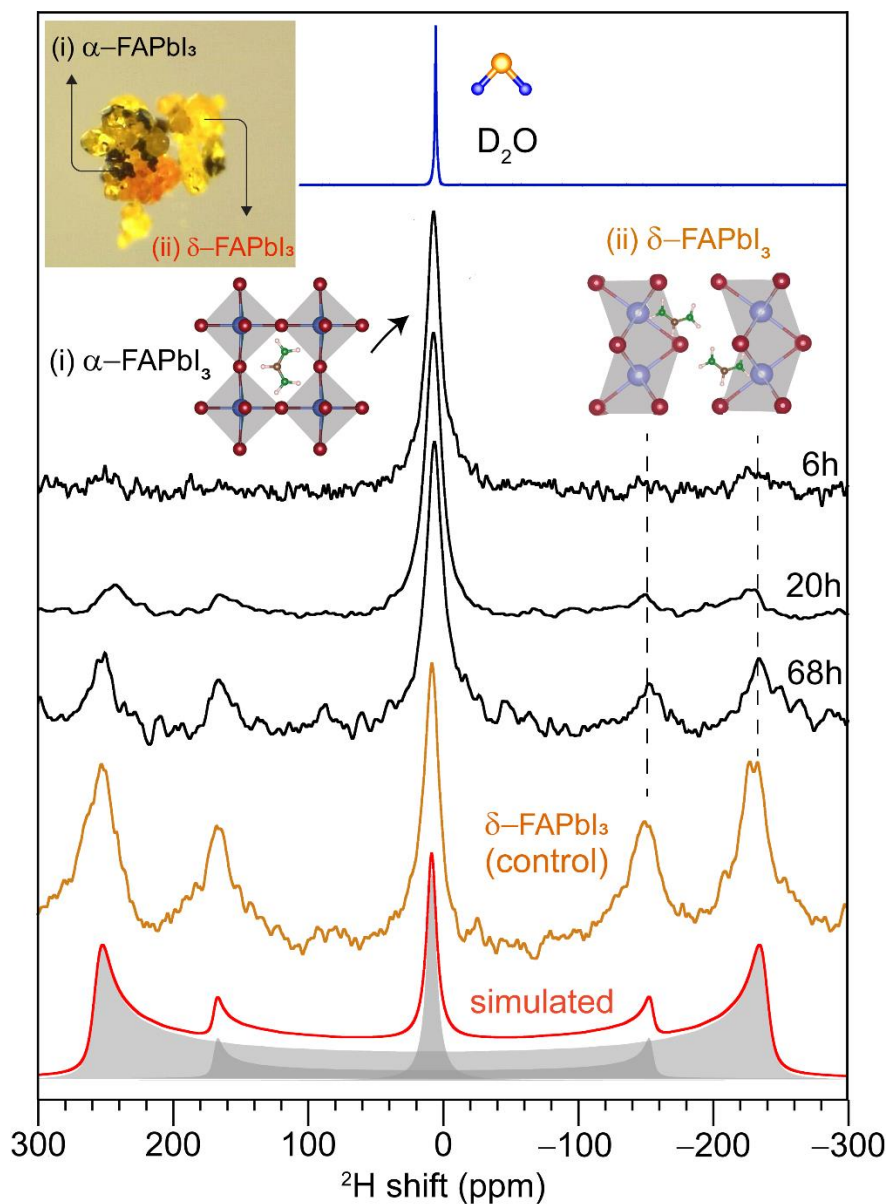 (i) α–FAPbI₃
(ii) δ–FAPbI₃
D₂O
(i) α–FAPbI₃
(ii) δ–FAPbI₃
6h
20h
68h
δ–FAPbI₃
(control)
simulated
300 200 100 0 –100 –200 –300
²H shift (ppm)